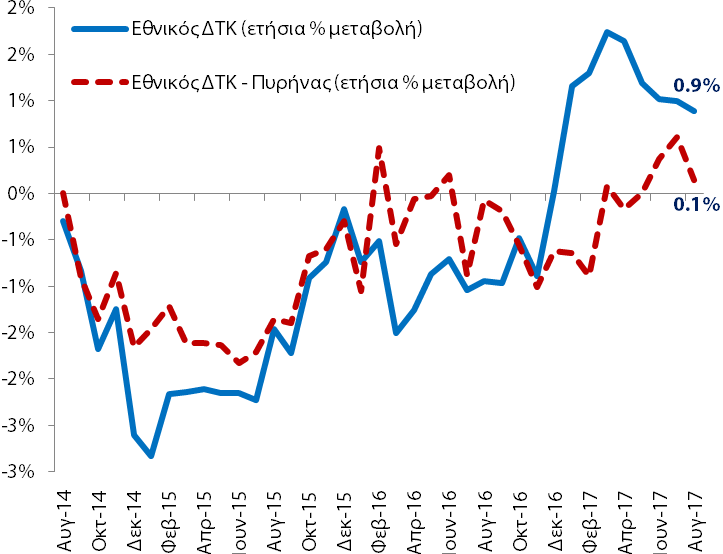 2%
2%
1%
1%
0%
-1%
-1%
-2%
-2%
-3%
-3%
Εθνικός ΔΤΚ (ετήσια % μεταβολή)
Εθνικός ΔΤΚ - Πυρήνας (ετήσια % μεταβολή)
0.9%
0.1%
Αυγ-14
Οκτ-14
Δεκ-14
Φεβ-15
Απρ-15
Ιουν-15
Αυγ-15
Οκτ-15
Δεκ-15
Φεβ-16
Απρ-16
Ιουν-16
Αυγ-16
Οκτ-16
Δεκ-16
Φεβ-17
Απρ-17
Ιουν-17
Αυγ-17